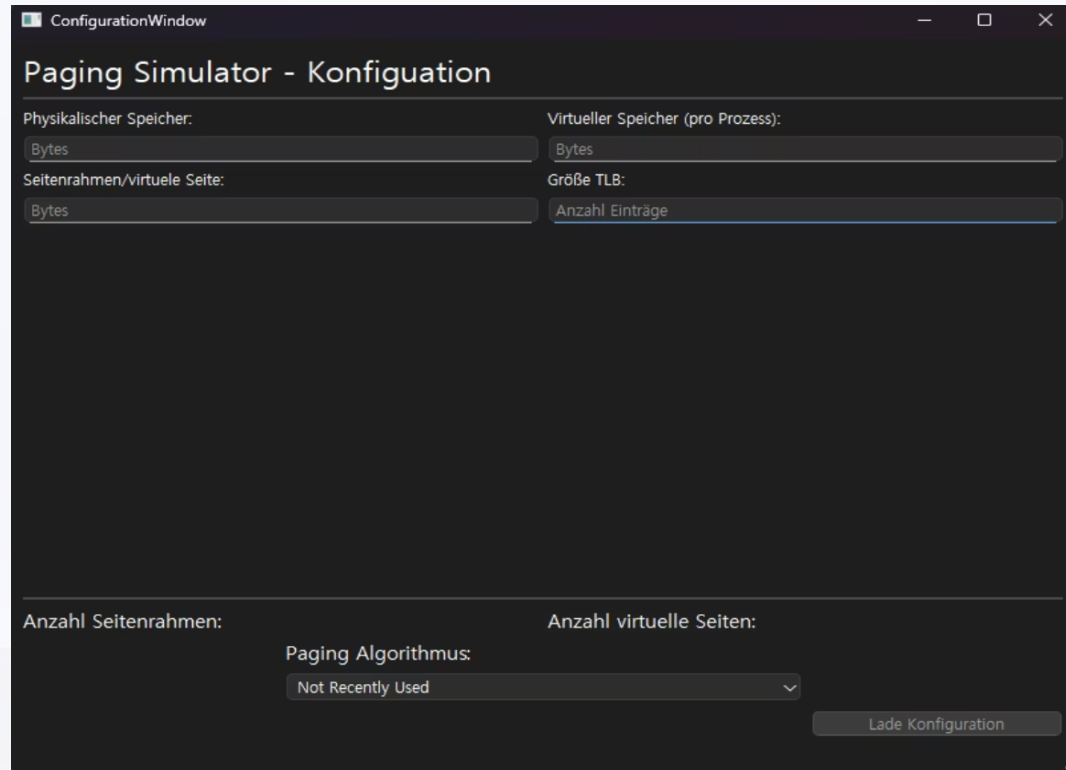 ConfigurationWindow
Paging Simulator - Konfiguation
Physikalischer Speicher:
Virtueller Speicher (pro Prozess):
Bytes
Bytes
Seitenrahmen/virtuele Seite:
Größe TLB:
Bytes
Anzahl Einträge
Anzahl Seitenrahmen:
Anzahl virtuelle Seiten:
Paging Algorithmus:
Not Recently Used
Lade Konfiguration